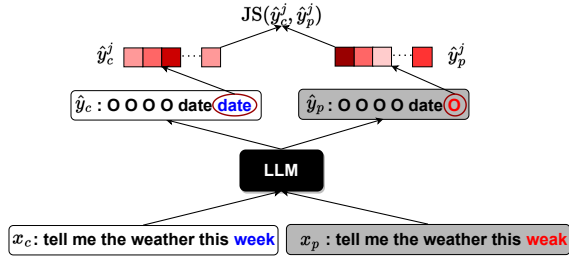 JS(ŷ_c^j, ŷ_p^j)
ŷ_c^j
ŷ_p^j
ŷ_c : O O O O date date
ŷ_p : O O O O date O
LLM
x_c : tell me the weather this week
x_p : tell me the weather this weak